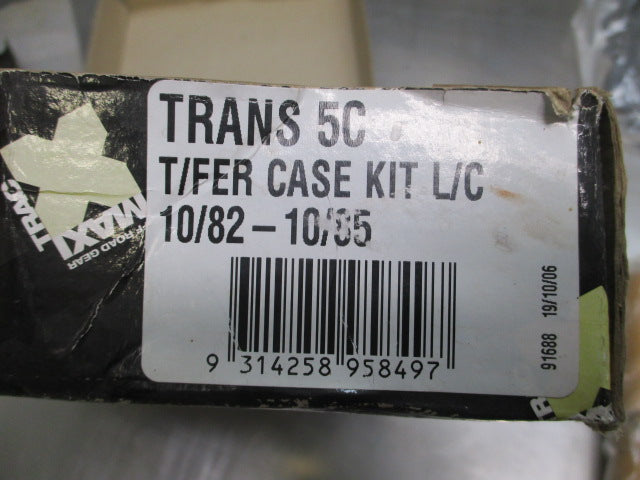 TRANS 5C
T/FER CASE KIT L/C
10/82 – 10/85
9 314258 958497
91688 19/10/06
MAXI
TRAC
ROAD GEAR